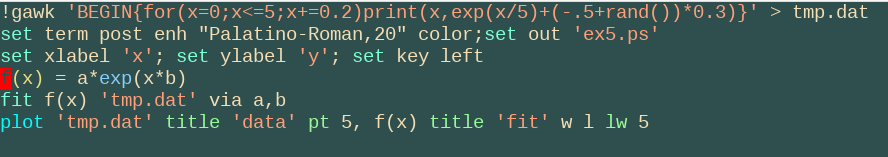 !gawk 'BEGIN{for(x=0;x<=5;x+=0.2)print(x,exp(x/5)+(-.5+rand())*0.3)}' > tmp.dat
set term post enh "Palatino-Roman,20" color;set out 'ex5.ps'
set xlabel 'x'; set ylabel 'y'; set key left
f(x) = a*exp(x*b)
fit f(x) 'tmp.dat' via a,b
plot 'tmp.dat' title 'data' pt 5, f(x) title 'fit' w l lw 5